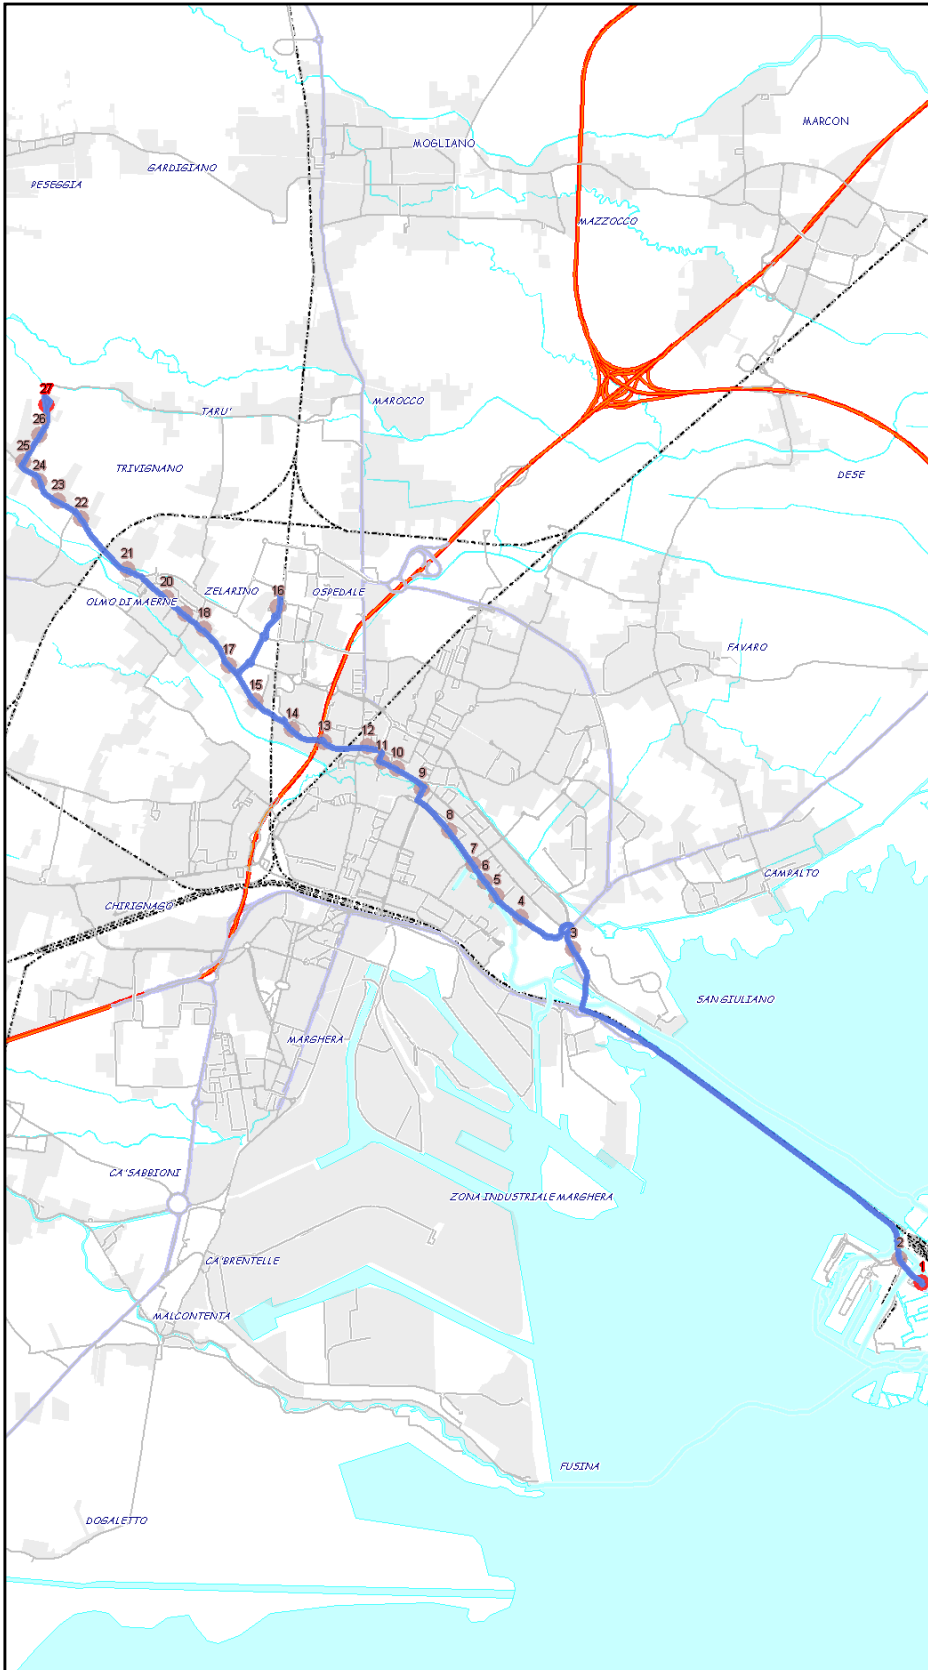 MARCON
MOGLIANO
GARDIGIANO
PESEGGIA
MAZZOCCO
27
MAROCCO
TARU'
26
25
TRIVIGNANO
DESE
24
23
22
21
20
ZELARINO
16
OSPEDALE
OLMO DI MAERNE
18
17
FAVARO
15
14
13
12
11
10
9
8
7
6
CAMPALTO
5
CHIRIGNAGO
4
3
SAN GIULIANO
MARGHERA
CA'SABBIONI
ZONA INDUSTRIALE MARGHERA
2
CA'BRENTELLE
1
MALCONTENTA
FUSINA
DOGALETTO